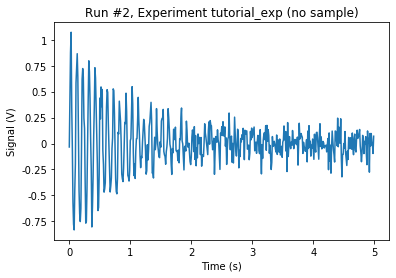 Run #2, Experiment tutorial_exp (no sample)
1
0.75
0.5
0.25
0
-0.25
-0.5
-0.75
Signal (V)
0 1 2 3 4 5
Time (s)